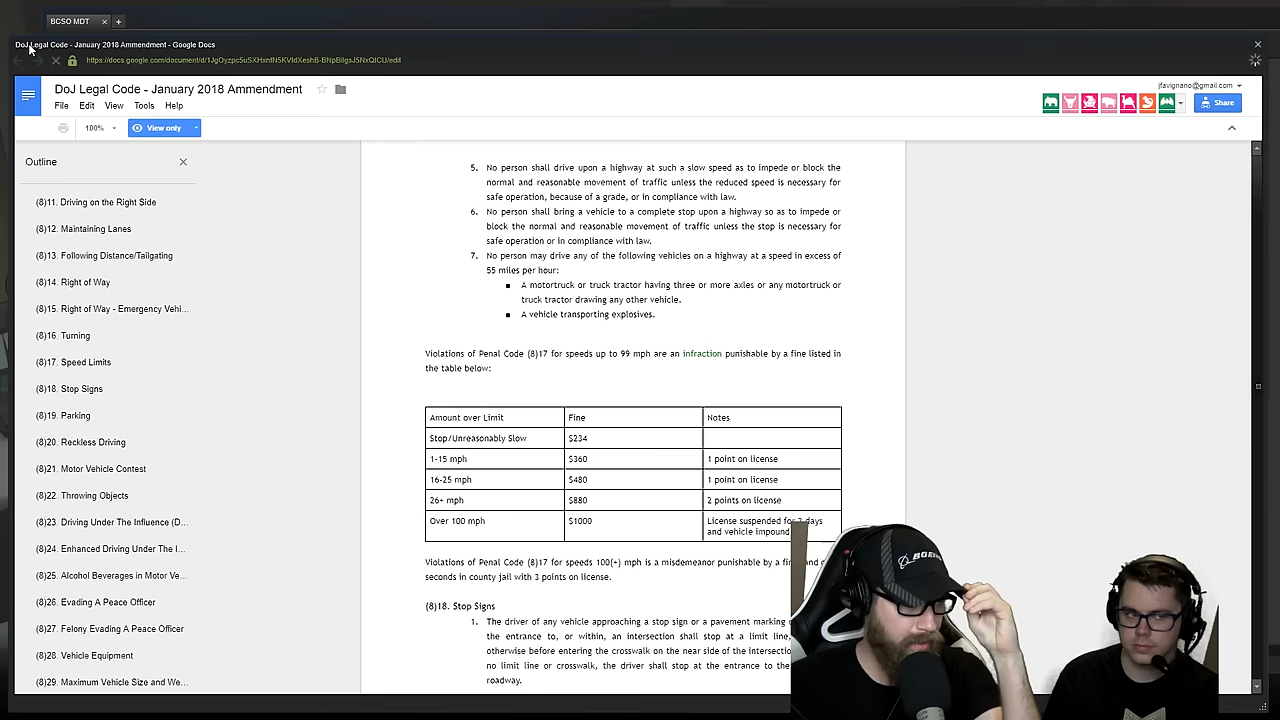 BCSO MDT
DoJ Legal Code - January 2018 Ammendment - Google Docs
DoJ Legal Code - January 2018 Ammendment
jfavignano@gmail.com
File Edit View Tools Help
Share
100% View only
Outline
(8)11. Driving on the Right Side
(8)12. Maintaining Lanes
(8)13. Following Distance/Tailgating
(8)14. Right of Way
(8)15. Right of Way - Emergency Vehi...
(8)16. Turning
(8)17. Speed Limits
(8)18. Stop Signs
(8)19. Parking
(8)20. Reckless Driving
(8)21. Motor Vehicle Contest
(8)22. Throwing Objects
(8)23. Driving Under The Influence (D...
(8)24. Enhanced Driving Under The I...
(8)25. Alcohol Beverages in Motor Ve...
(8)26. Evading A Peace Officer
(8)27. Felony Evading A Peace Officer
(8)28. Vehicle Equipment
(8)29. Maximum Vehicle Size and We...
5. No person shall drive upon a highway at such a slow speed as to impede or block the
normal and reasonable movement of traffic unless the reduced speed is necessary for
safe operation, because of a grade, or in compliance with law.
6. No person shall bring a vehicle to a complete stop upon a highway so as to impede or
block the normal and reasonable movement of traffic unless the stop is necessary for
safe operation or in compliance with law.
7. No person may drive any of the following vehicles on a highway at a speed in excess of
55 miles per hour:
■ A motortruck or truck tractor having three or more axles or any motortruck or
truck tractor drawing any other vehicle.
■ A vehicle transporting explosives.
Violations of Penal Code (8)17 for speeds up to 99 mph are an infraction punishable by a fine listed in
the table below:
Amount over Limit Fine Notes
Stop/Unreasonably Slow $234
1-15 mph $360 1 point on license
16-25 mph $480 1 point on license
26+ mph $880 2 points on license
Over 100 mph $1000 License suspended for days
and vehicle impound
Violations of Penal Code (8)17 for speeds 100(+) mph is a misdemeanor punishable by a
seconds in county jail with 3 points on license.
(8)18. Stop Signs
1. The driver of any vehicle approaching a stop sign or a pavement marking
the entrance to, or within, an intersection shall stop at a limit line,
otherwise before entering the crosswalk on the near side of the
no limit line or crosswalk, the driver shall stop at the entrance to the
roadway.
BOEING